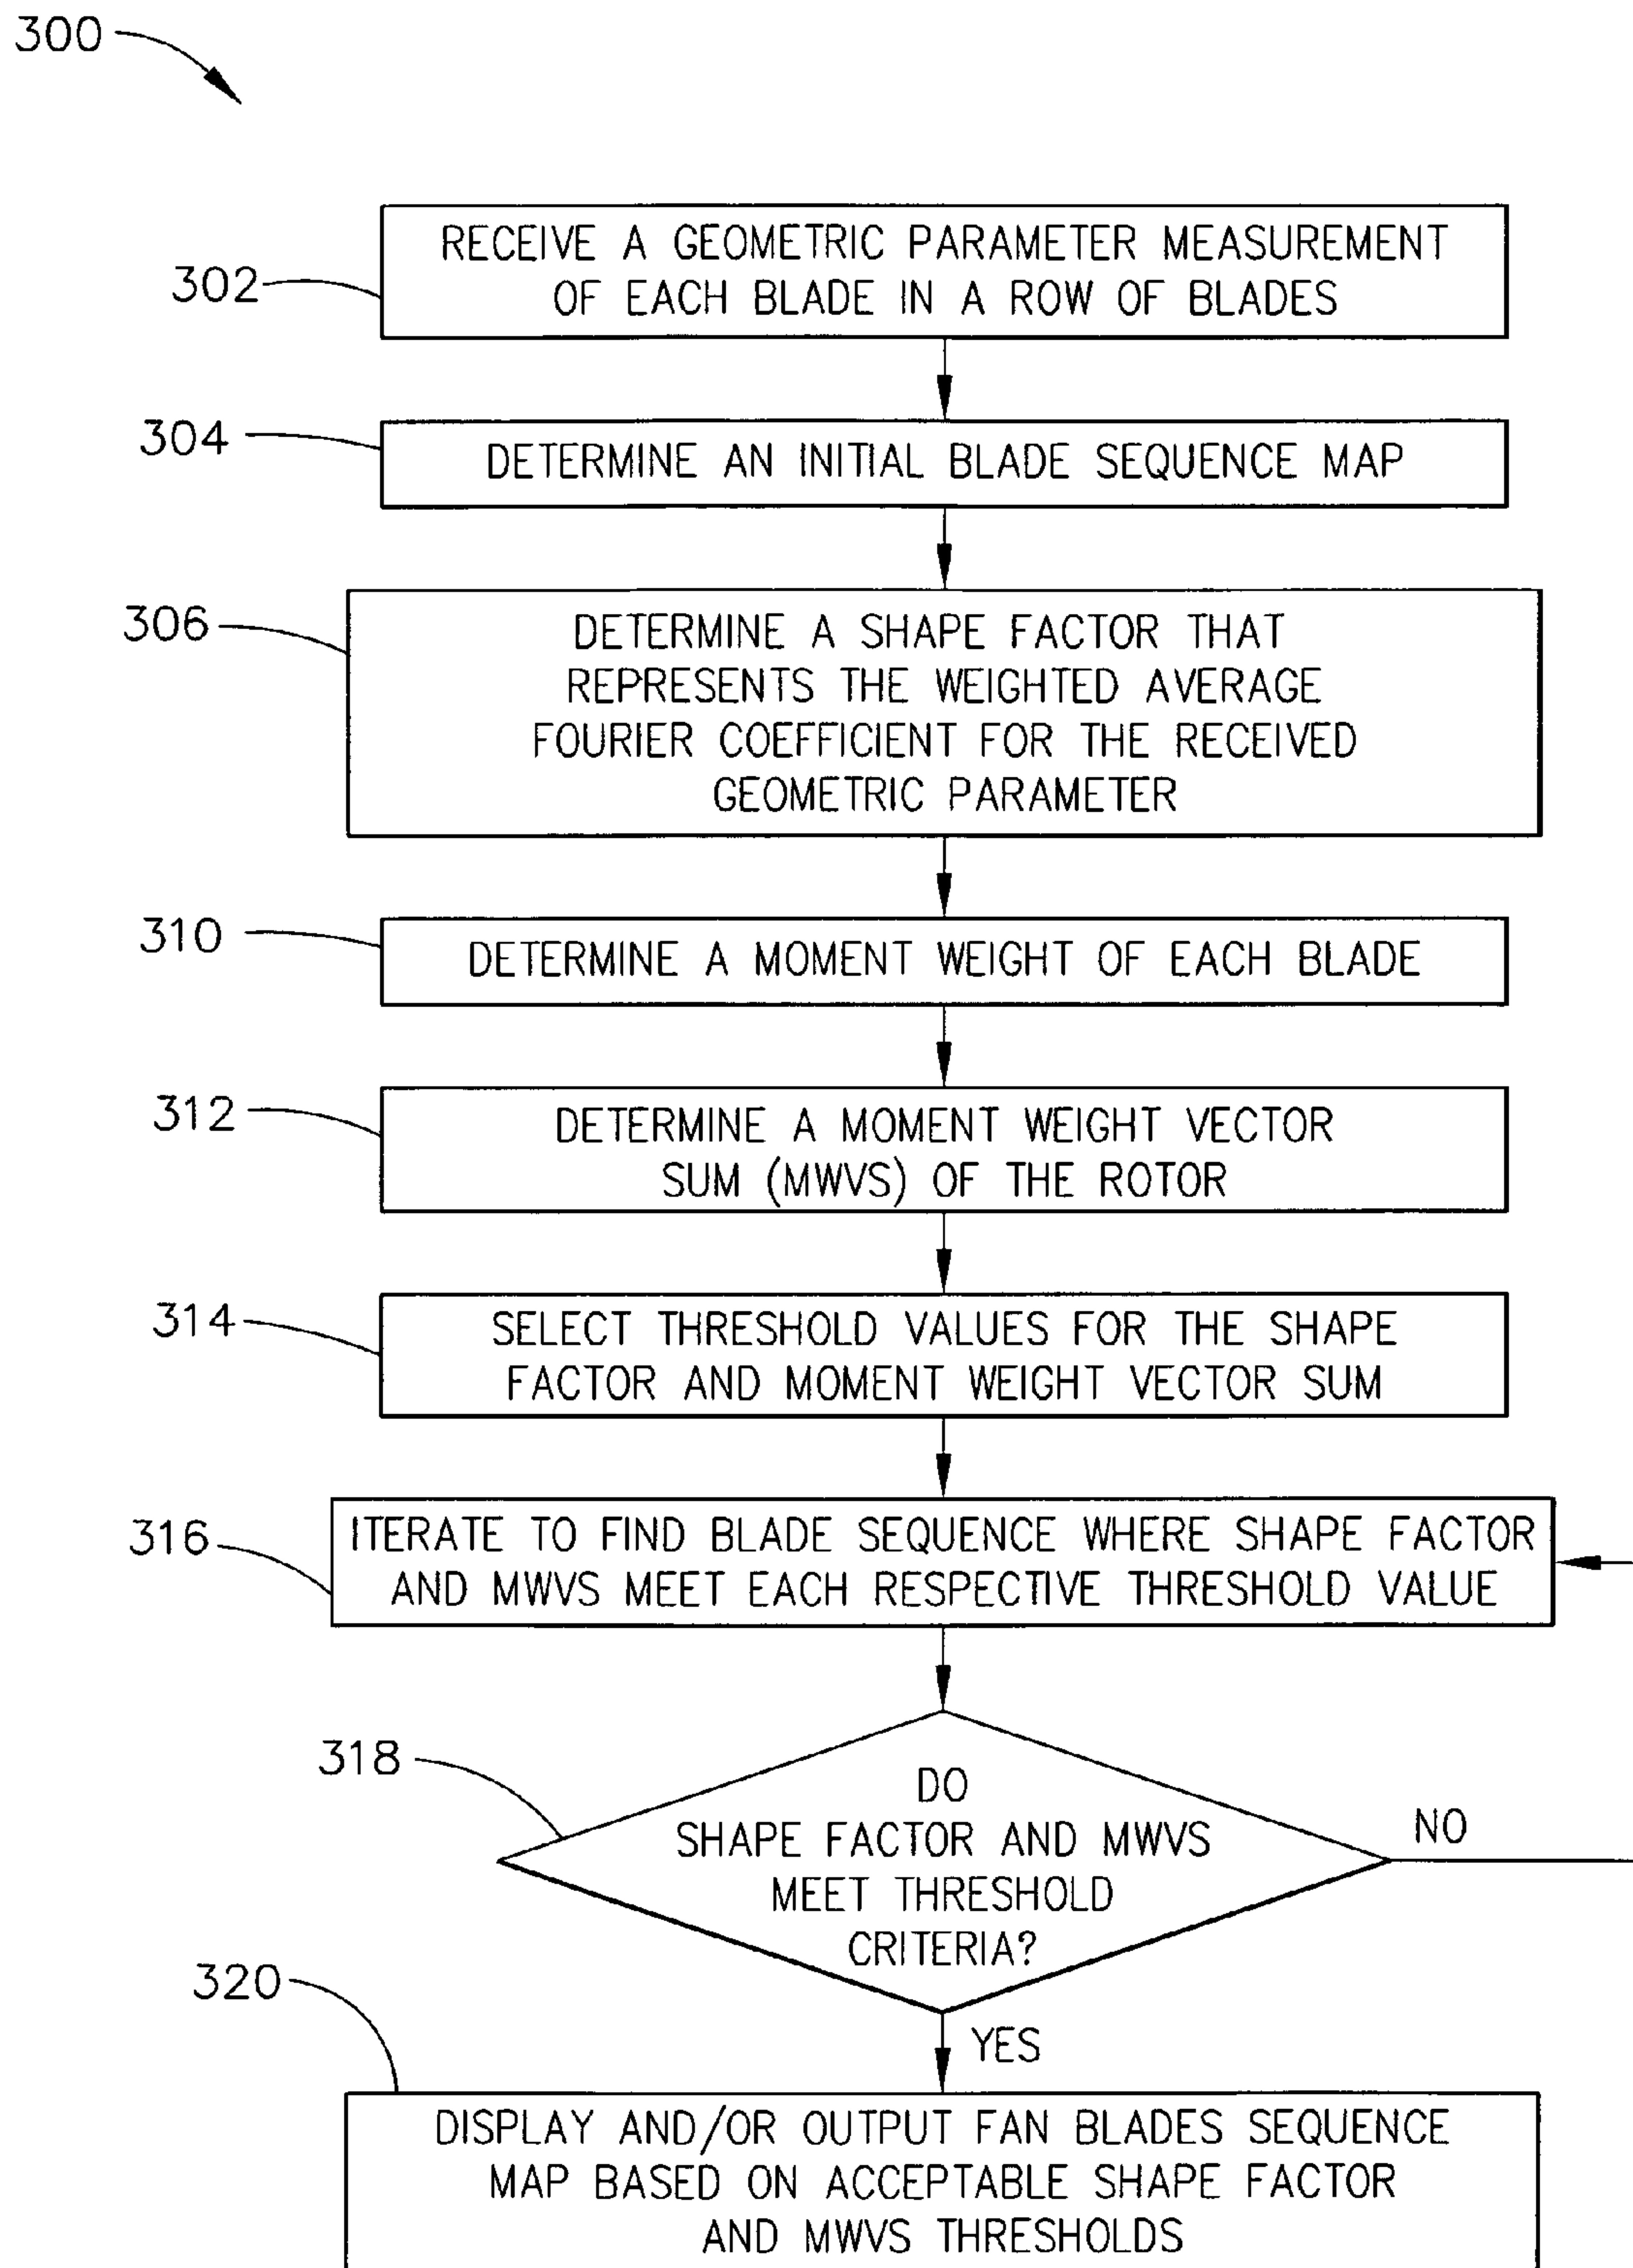 300
302
RECEIVE A GEOMETRIC PARAMETER MEASUREMENT
OF EACH BLADE IN A ROW OF BLADES
304
DETERMINE AN INITIAL BLADE SEQUENCE MAP
306
DETERMINE A SHAPE FACTOR THAT
REPRESENTS THE WEIGHTED AVERAGE
FOURIER COEFFICIENT FOR THE RECEIVED
GEOMETRIC PARAMETER
310
DETERMINE A MOMENT WEIGHT OF EACH BLADE
312
DETERMINE A MOMENT WEIGHT VECTOR
SUM (MWVS) OF THE ROTOR
314
SELECT THRESHOLD VALUES FOR THE SHAPE
FACTOR AND MOMENT WEIGHT VECTOR SUM
316
ITERATE TO FIND BLADE SEQUENCE WHERE SHAPE FACTOR
AND MWVS MEET EACH RESPECTIVE THRESHOLD VALUE
318
DO
SHAPE FACTOR AND MWVS
MEET THRESHOLD
CRITERIA?
NO
YES
320
DISPLAY AND/OR OUTPUT FAN BLADES SEQUENCE
MAP BASED ON ACCEPTABLE SHAPE FACTOR
AND MWVS THRESHOLDS